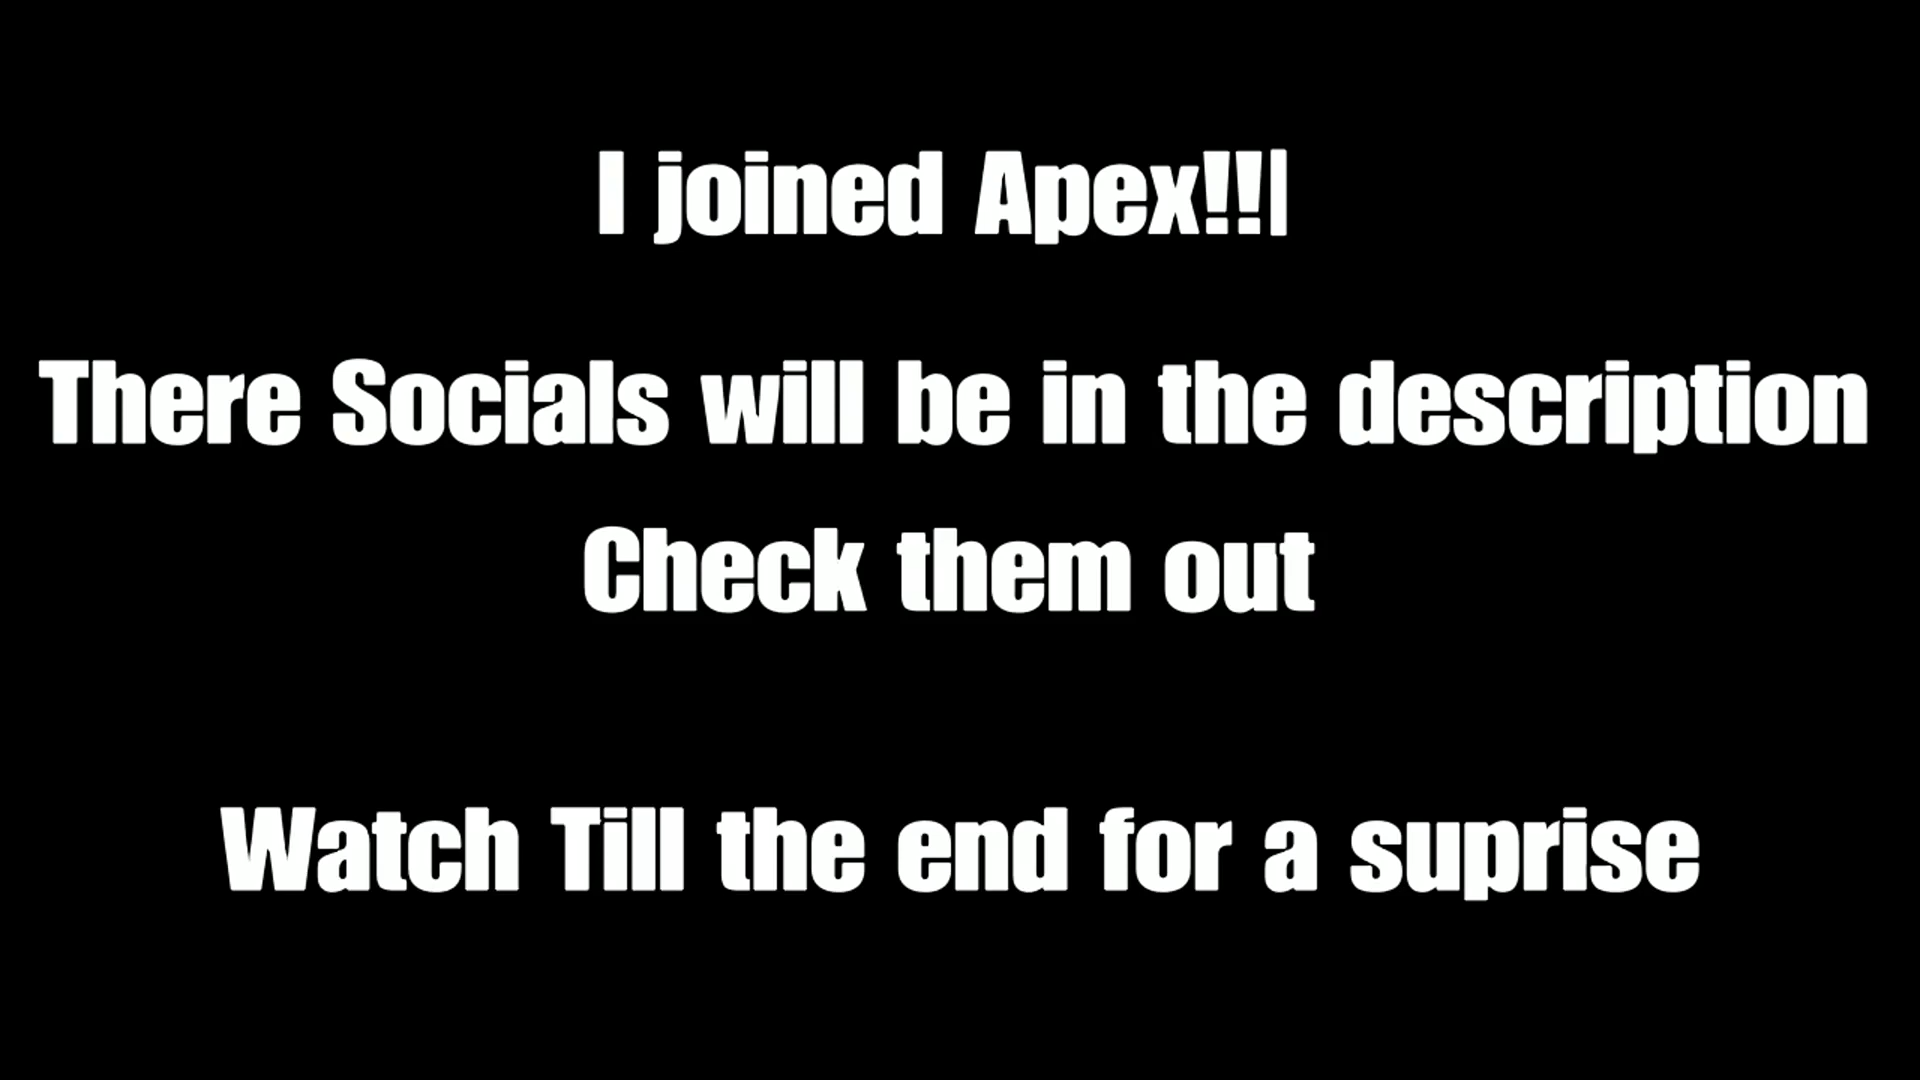 I joined Apex!!|
There Socials will be in the description
Check them out
Watch Till the end for a suprise